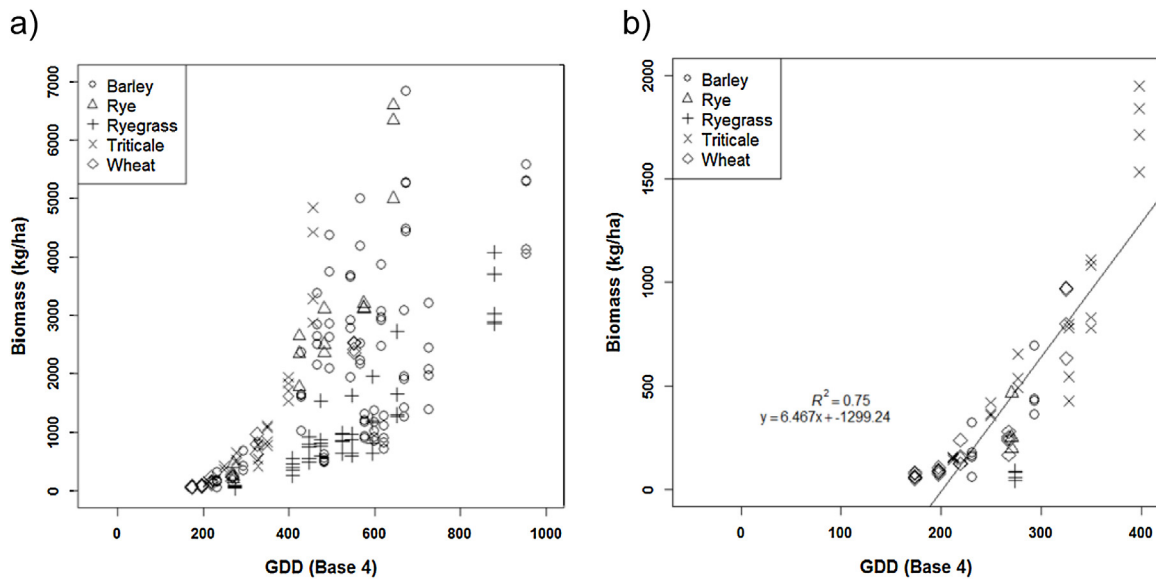 a)
Barley
Rye
Ryegrass
Triticale
Wheat
7000
6000
5000
4000
3000
2000
1000
0
Biomass (kg/ha)
0 200 400 600 800 1000
GDD (Base 4)
b)
Barley
Rye
Ryegrass
Triticale
Wheat
2000
1500
1000
500
0
Biomass (kg/ha)
R² = 0.75
y = 6.467x + -1299.24
0 100 200 300 400
GDD (Base 4)